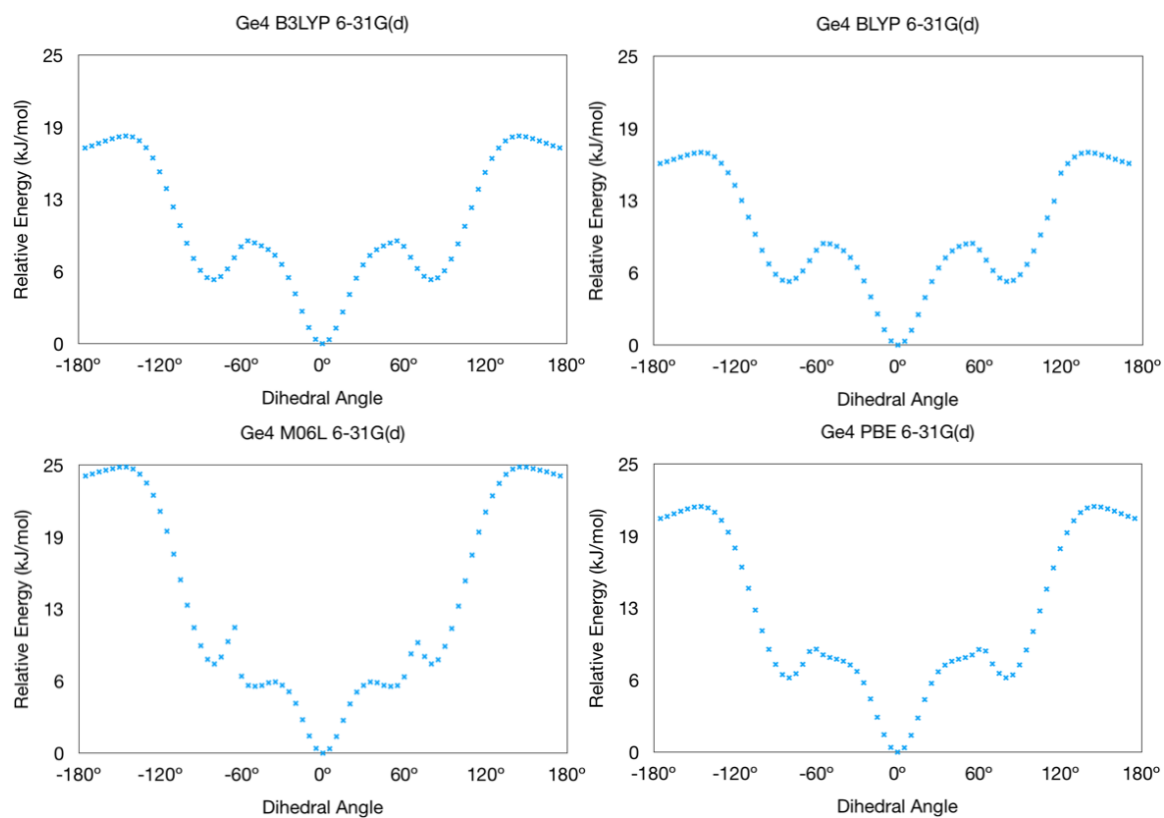 Ge4 B3LYP 6-31G(d)
Relative Energy (kJ/mol)
25
19
13
6
0
-180º -120º -60º 0º 60º 120º 180º
Dihedral Angle
Ge4 BLYP 6-31G(d)
Relative Energy (kJ/mol)
25
19
13
6
0
-180º -120º -60º 0º 60º 120º 180º
Dihedral Angle
Ge4 M06L 6-31G(d)
Relative Energy (kJ/mol)
25
19
13
6
0
-180º -120º -60º 0º 60º 120º 180º
Dihedral Angle
Ge4 PBE 6-31G(d)
Relative Energy (kJ/mol)
25
19
13
6
0
-180º -120º -60º 0º 60º 120º 180º
Dihedral Angle